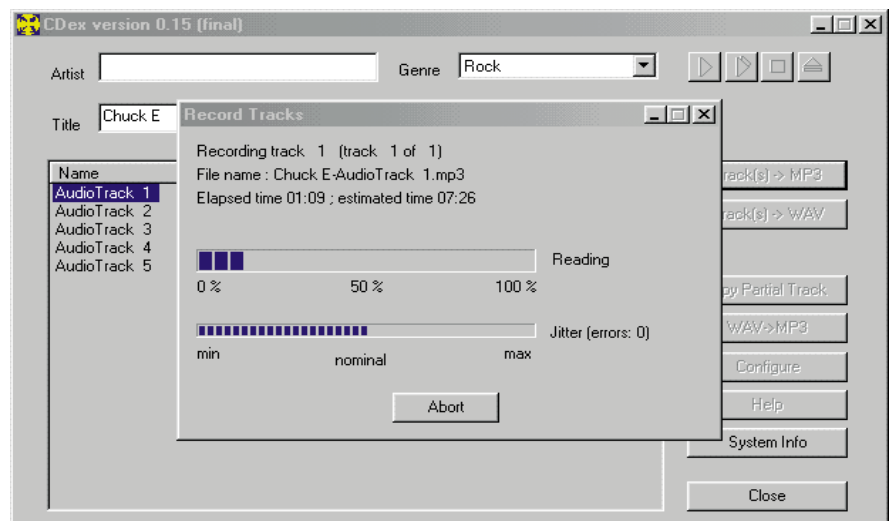 CDex version 0.15 (final)
Artist
Genre
Rock
Title
Chuck E
Record Tracks
Recording track 1 (track 1 of 1)
File name : Chuck E-AudioTrack 1.mp3
Elapsed time 01:09 ; estimated time 07:26
Reading
0 % 50 % 100 %
Jitter (errors: 0)
min nominal max
Abort
Name
AudioTrack 1
AudioTrack 2
AudioTrack 3
AudioTrack 4
AudioTrack 5
rack(s) -> MP3
rack(s) -> WAV
py Partial Track
WAV->MP3
Configure
Help
System Info
Close